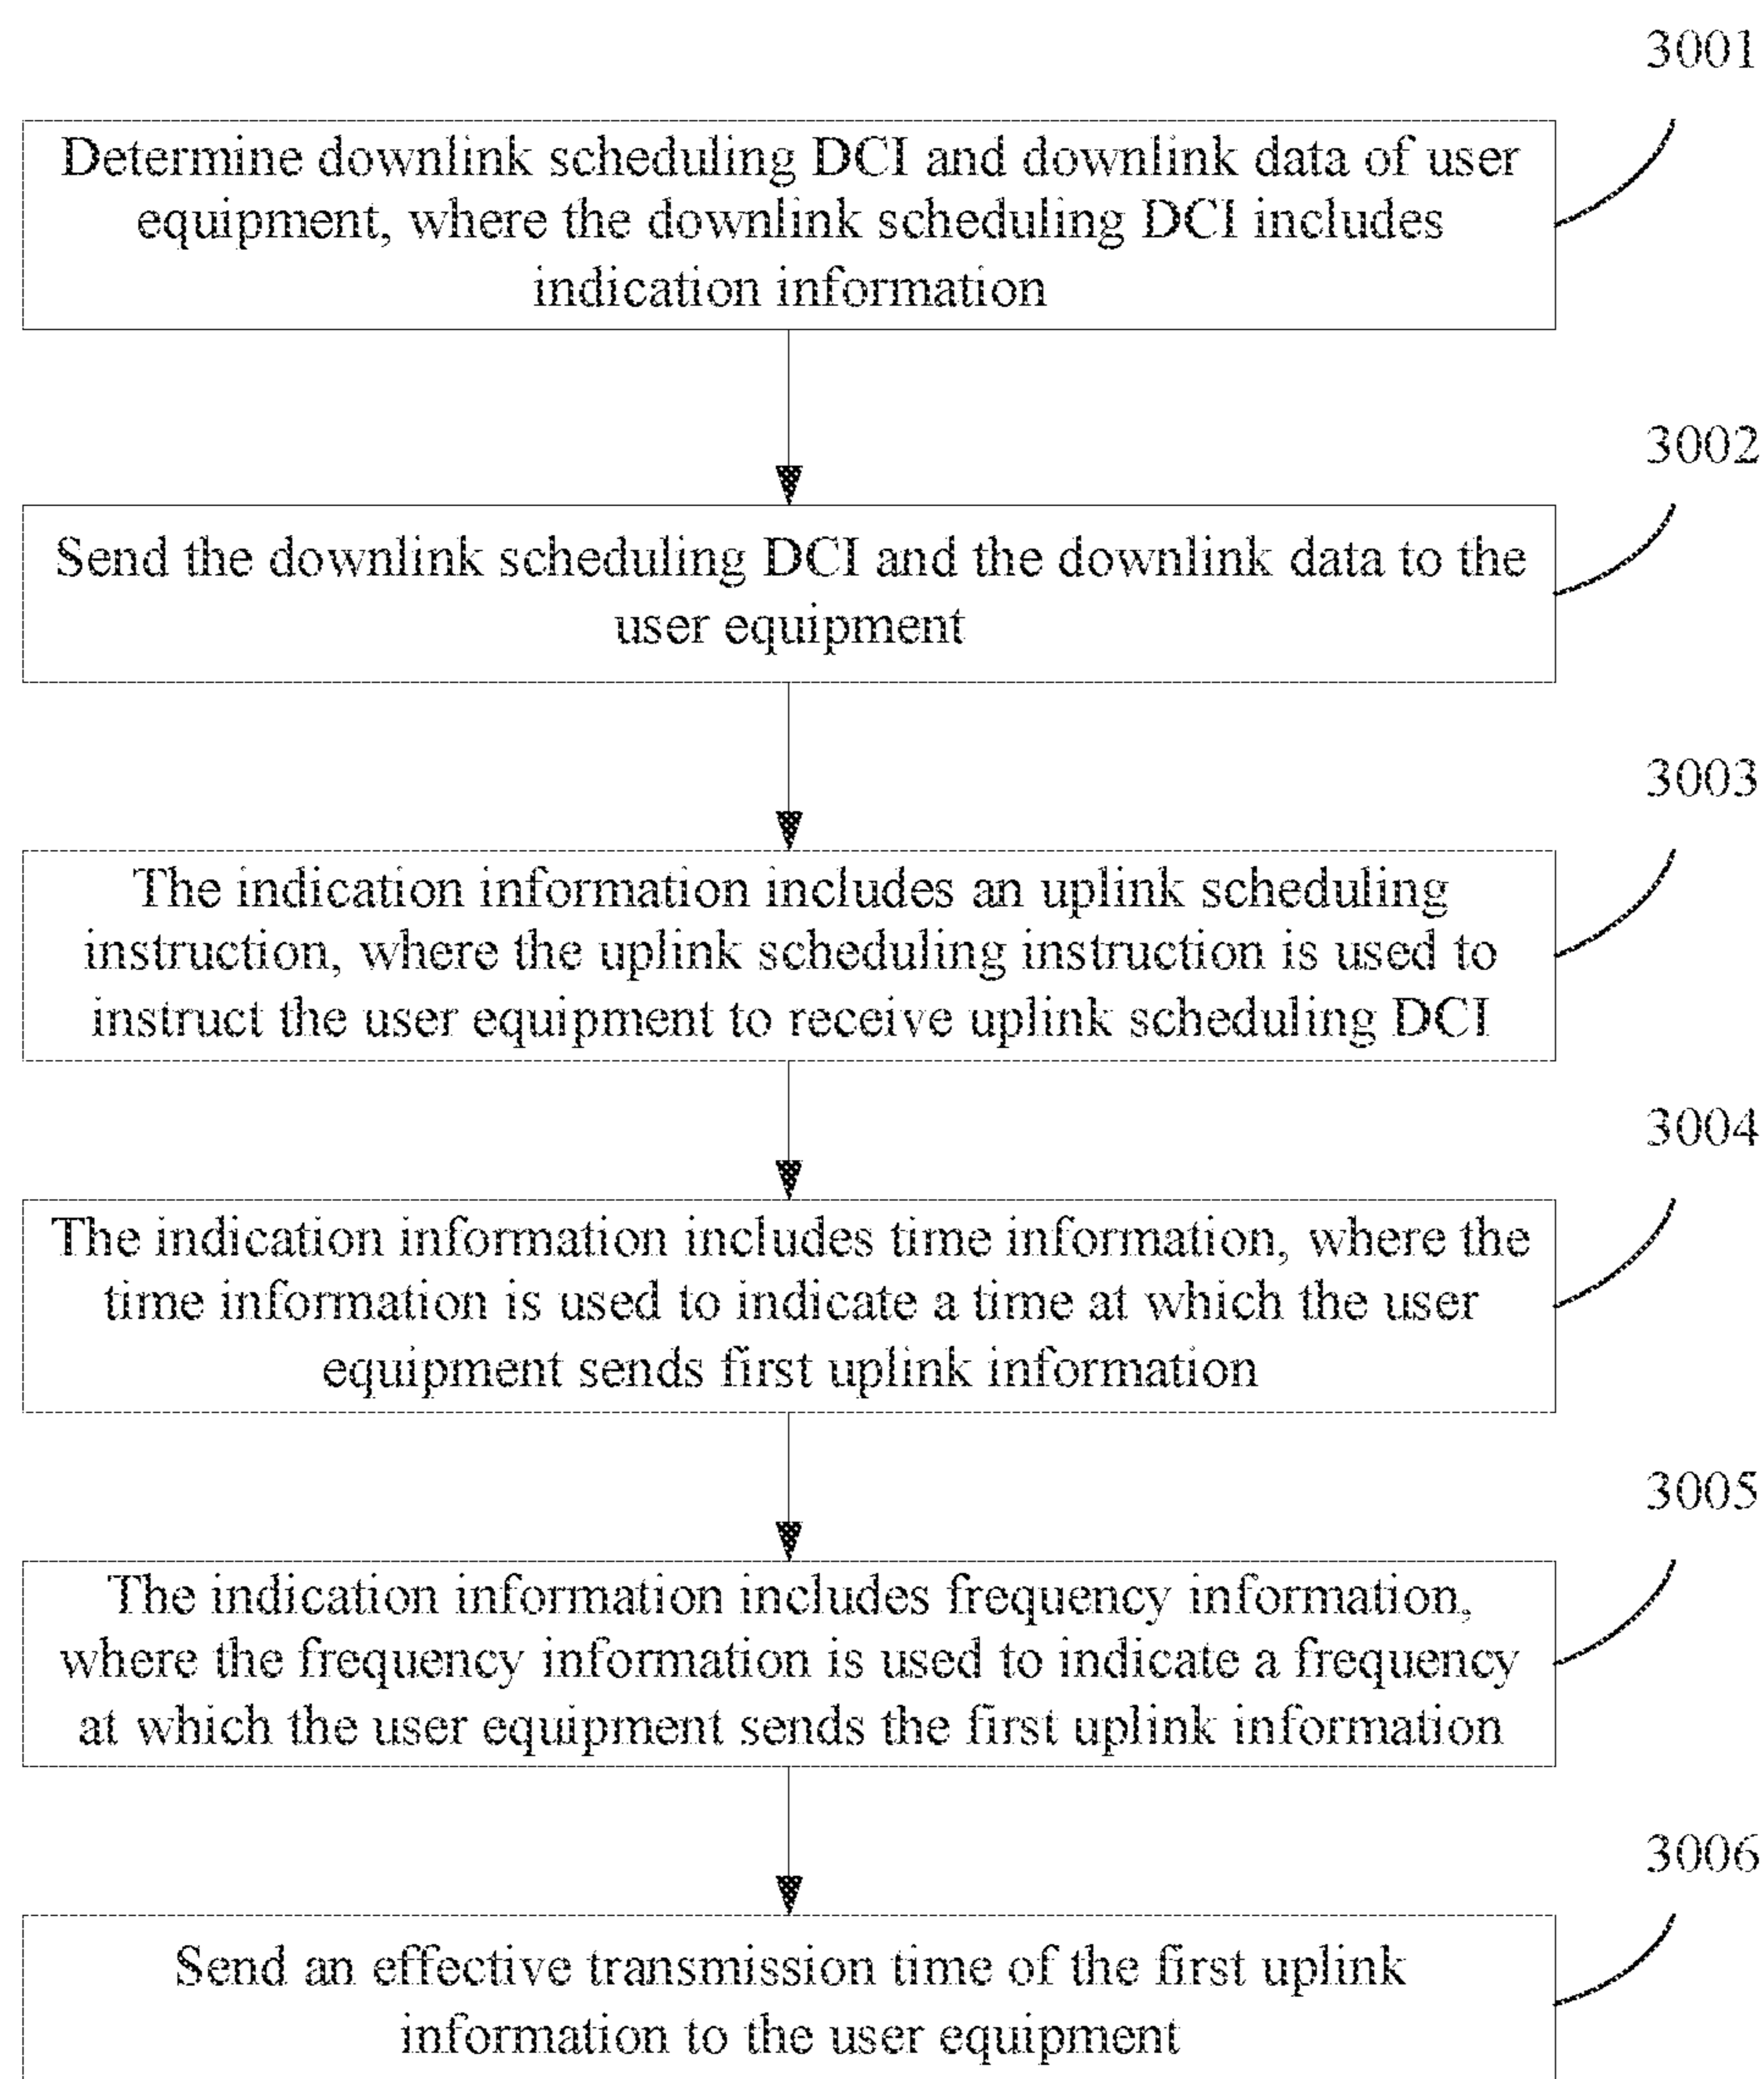 3001
Determine downlink scheduling DCI and downlink data of user
equipment, where the downlink scheduling DCI includes
indication information
3002
Send the downlink scheduling DCI and the downlink data to the
user equipment
3003
The indication information includes an uplink scheduling
instruction, where the uplink scheduling instruction is used to
instruct the user equipment to receive uplink scheduling DCI
3004
The indication information includes time information, where the
time information is used to indicate a time at which the user
equipment sends first uplink information
3005
The indication information includes frequency information,
where the frequency information is used to indicate a frequency
at which the user equipment sends the first uplink information
3006
Send an effective transmission time of the first uplink
information to the user equipment